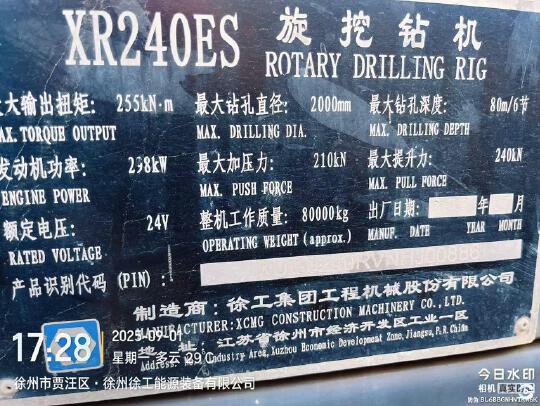 XR240ES 旋挖钻机
ROTARY DRILLING RIG
最大输出扭矩: 255kN·m 最大钻孔直径: 2000mm 最大钻孔深度: 80m/6节
MAX. TORQUE OUTPUT MAX. DRILLING DIA. MAX. DRILLING DEPTH
发动机功率: 298kW 最大加压力: 210kN 最大提升力: 240kN
ENGINE POWER MAX. PUSH FORCE MAX. PULL FORCE
额定电压: 24V 整机工作质量: 80000kg 出厂日期: 年 月
RATED VOLTAGE OPERATING WEIGHT (approx.) MANUF. DATE YEAR MONTH
产品识别代码 (PIN):
制造商: 徐工集团工程机械股份有限公司
MANUFACTURER: XCMG CONSTRUCTION MACHINERY CO., LTD.
地址: 江苏省徐州市经济开发区工业一区
Industry Area, Xuzhou Economic Development Zone, Jiangsu, P.R. China
17:28
2025-09-01
星期一 多云 29℃
徐州市贾汪区·徐州徐工能源装备有限公司
今日水印
相机